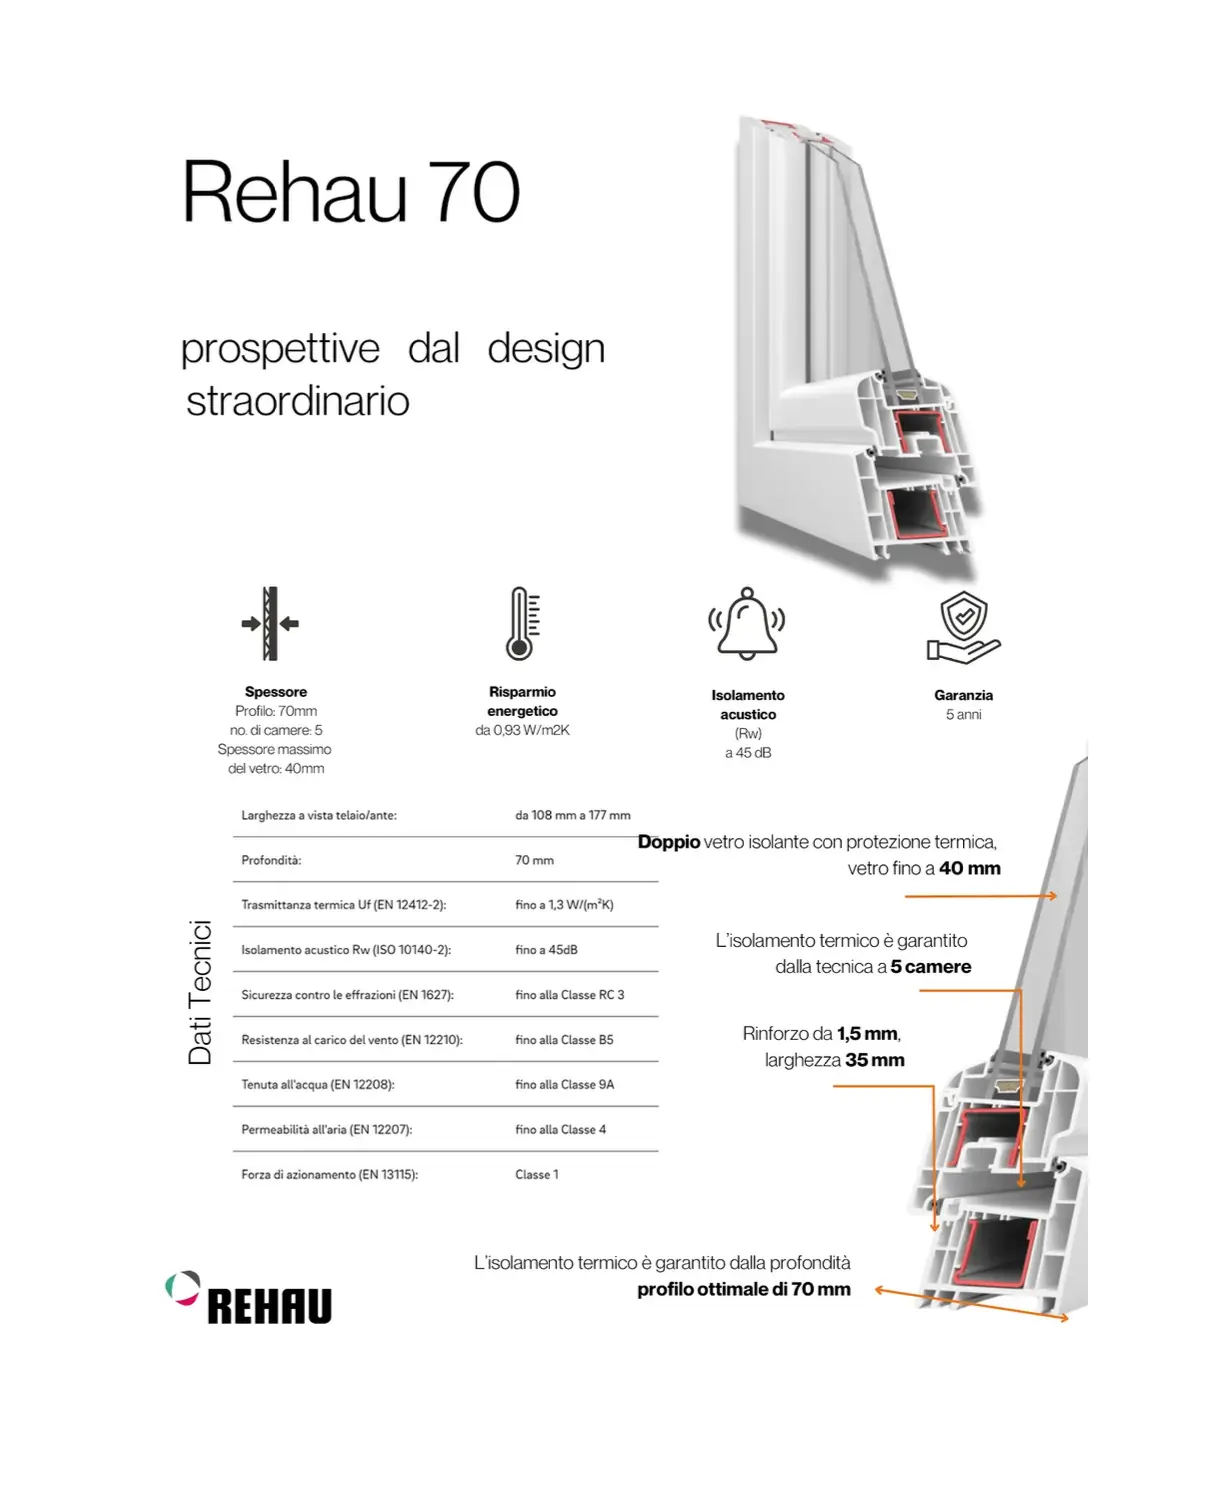 Rehau 70
prospettive dal design
straordinario
Spessore
Profilo: 70mm
no. di camere: 5
Spessore massimo
del vetro: 40mm
Risparmio
energetico
da 0,93 W/m2K
Isolamento
acustico
(Rw)
a 45 dB
Garanzia
5 anni
Dati Tecnici
Larghezza a vista telaio/ante: da 108 mm a 177 mm
Profondità: 70 mm
Trasmittanza termica Uf (EN 12412-2): fino a 1,3 W/(m²K)
Isolamento acustico Rw (ISO 10140-2): fino a 45dB
Sicurezza contro le effrazioni (EN 1627): fino alla Classe RC 3
Resistenza al carico del vento (EN 12210): fino alla Classe B5
Tenuta all'acqua (EN 12208): fino alla Classe 9A
Permeabilità all'aria (EN 12207): fino alla Classe 4
Forza di azionamento (EN 13115): Classe 1
Doppio vetro isolante con protezione termica,
vetro fino a 40 mm
L'isolamento termico è garantito
dalla tecnica a 5 camere
Rinforzo da 1,5 mm,
larghezza 35 mm
L'isolamento termico è garantito dalla profondità
profilo ottimale di 70 mm
REHAU